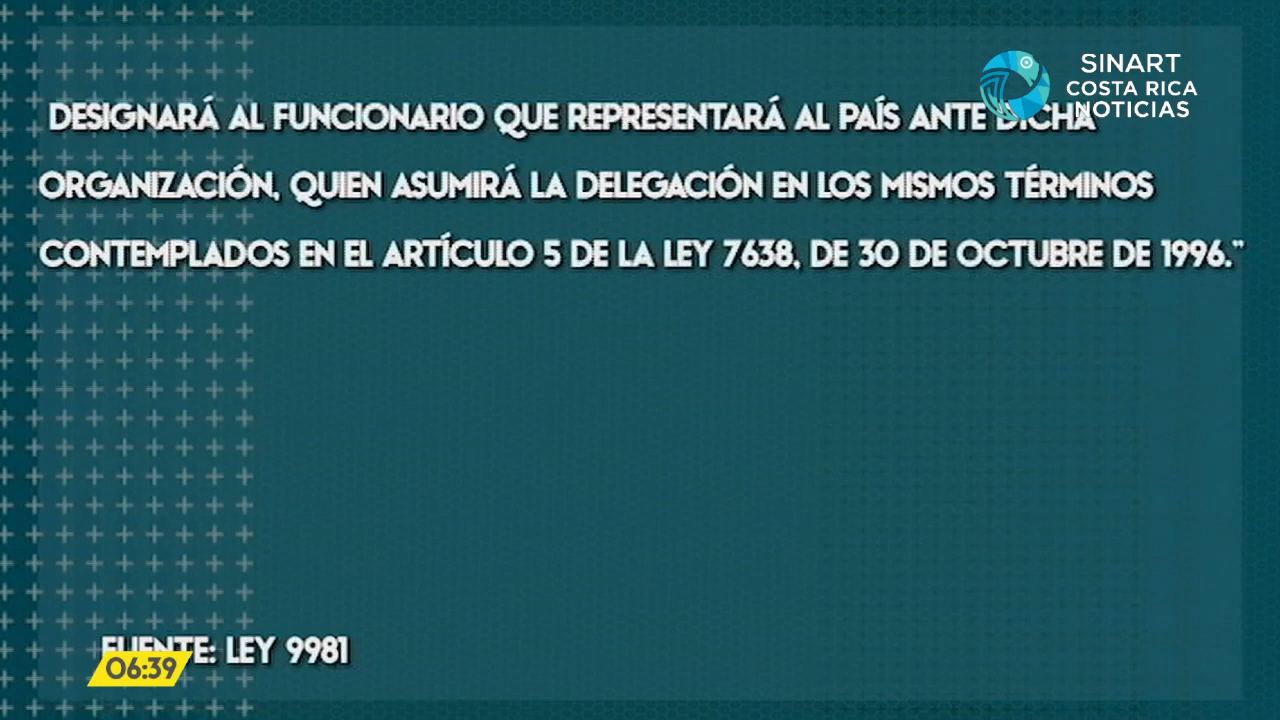 SINART
COSTA RICA
NOTICIAS
DESIGNARÁ AL FUNCIONARIO QUE REPRESENTARÁ AL PAÍS ANTE DICHA
ORGANIZACIÓN, QUIEN ASUMIRÁ LA DELEGACIÓN EN LOS MISMOS TÉRMINOS
CONTEMPLADOS EN EL ARTÍCULO 5 DE LA LEY 7638, DE 30 DE OCTUBRE DE 1996."
FUENTE: LEY 9981
06:39